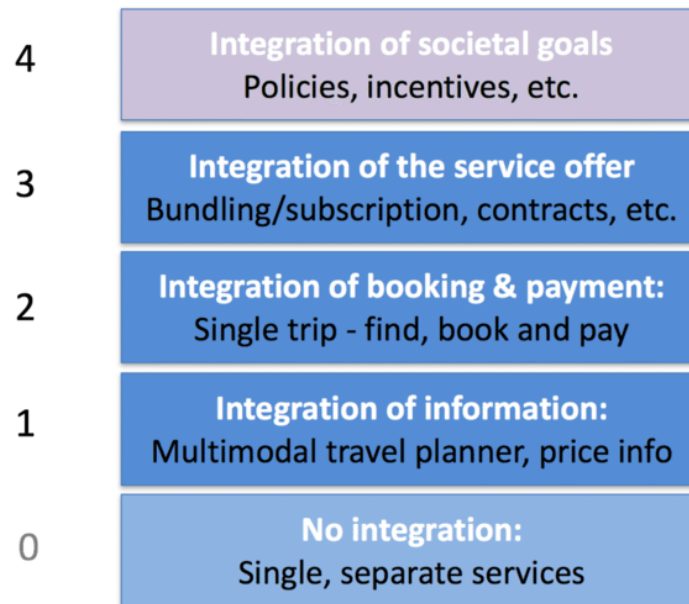 4
Integration of societal goals
Policies, incentives, etc.
3
Integration of the service offer
Bundling/subscription, contracts, etc.
2
Integration of booking & payment:
Single trip - find, book and pay
1
Integration of information:
Multimodal travel planner, price info
0
No integration:
Single, separate services